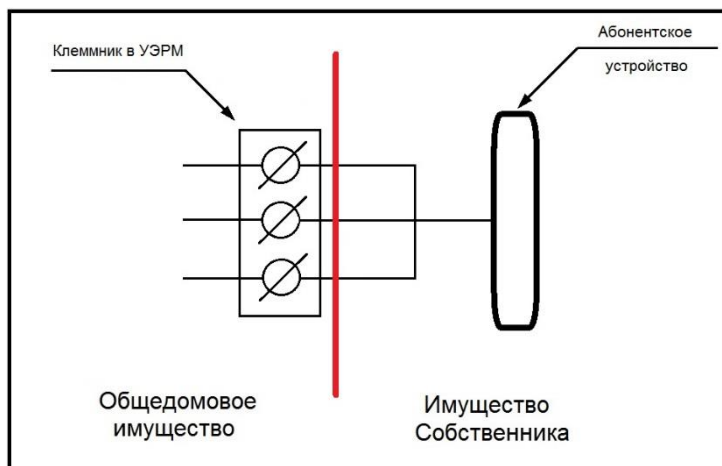 Клеммник в УЭРМ
Абонентское
устройство
Общедомовое
имущество
Имущество
Собственника